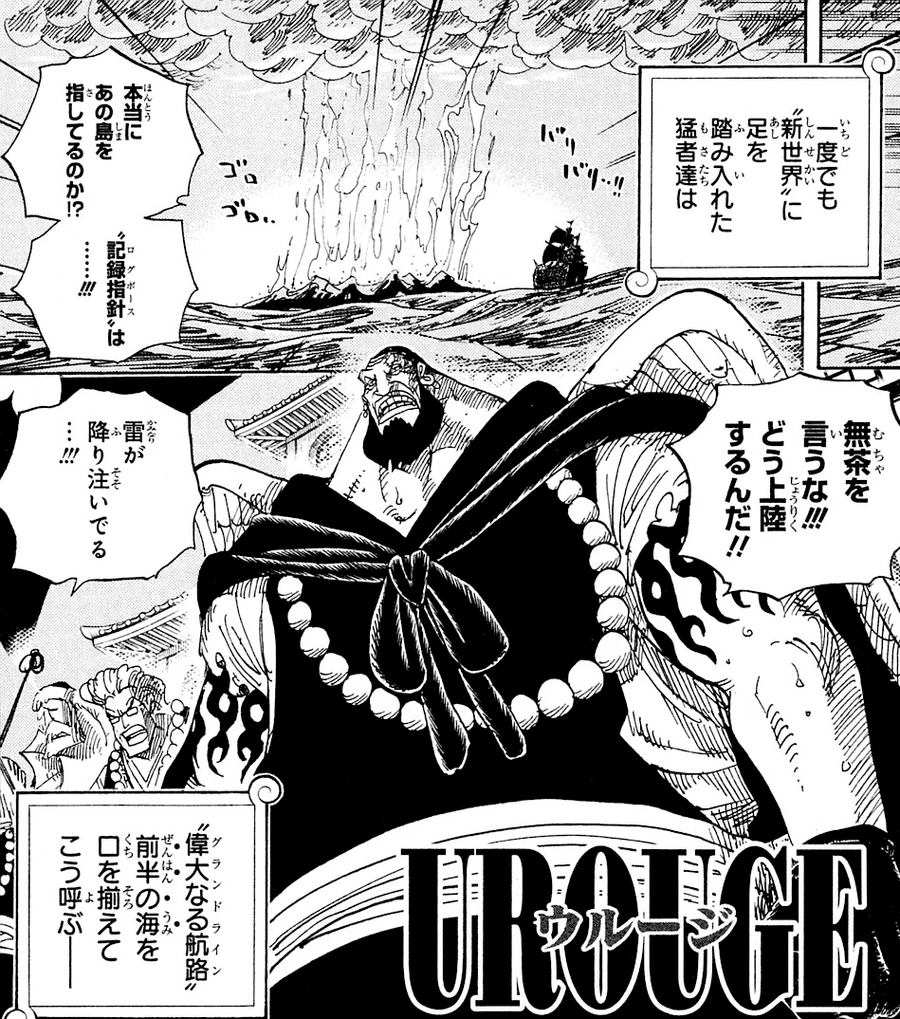 一度でも
〝新世界〟に
足を
踏み入れた
猛者達は
バリ
バリ…!!
ゴロ
ゴロ…
本当に
あの島を
指してるのか!?
〝記録指針〟は
………!!!
無茶を
言うな!!!
どう上陸
するんだ!!
雷が
降り注いでる
…!!!
〝偉大なる航路〟
前半の海を
口を揃えて
こう呼ぶ――
UROUGE
ウルージ